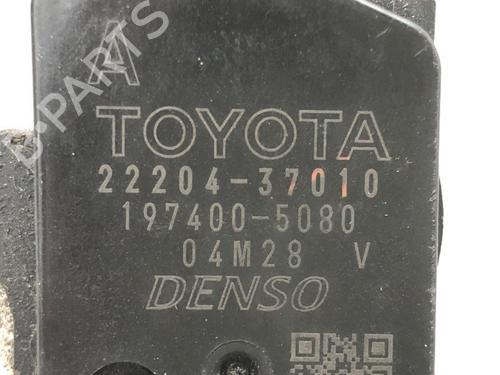 B-PARTS
A
TOYOTA
22204-37010
197400-5080
04M28 V
DENSO